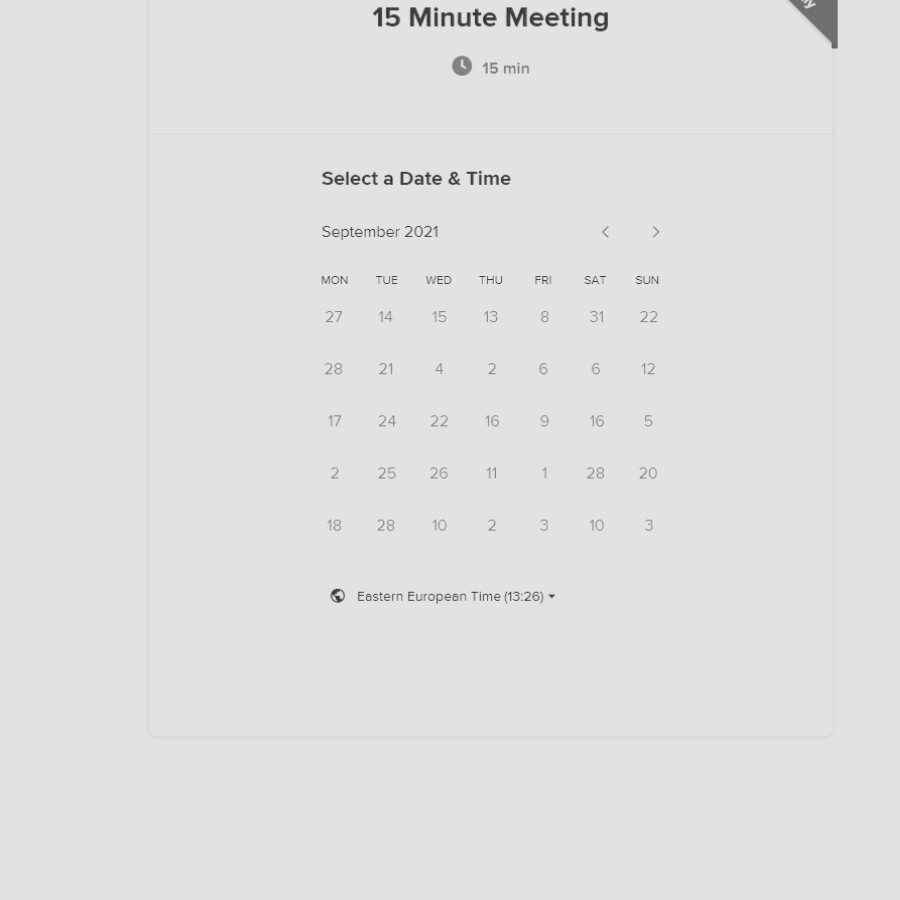 15 Minute Meeting
15 min
Select a Date & Time
September 2021
MON TUE WED THU FRI SAT SUN
27 14 15 13 8 31 22
28 21 4 2 6 6 12
17 24 22 16 9 16 5
2 25 26 11 1 28 20
18 28 10 2 3 10 3
Eastern European Time (13:26)